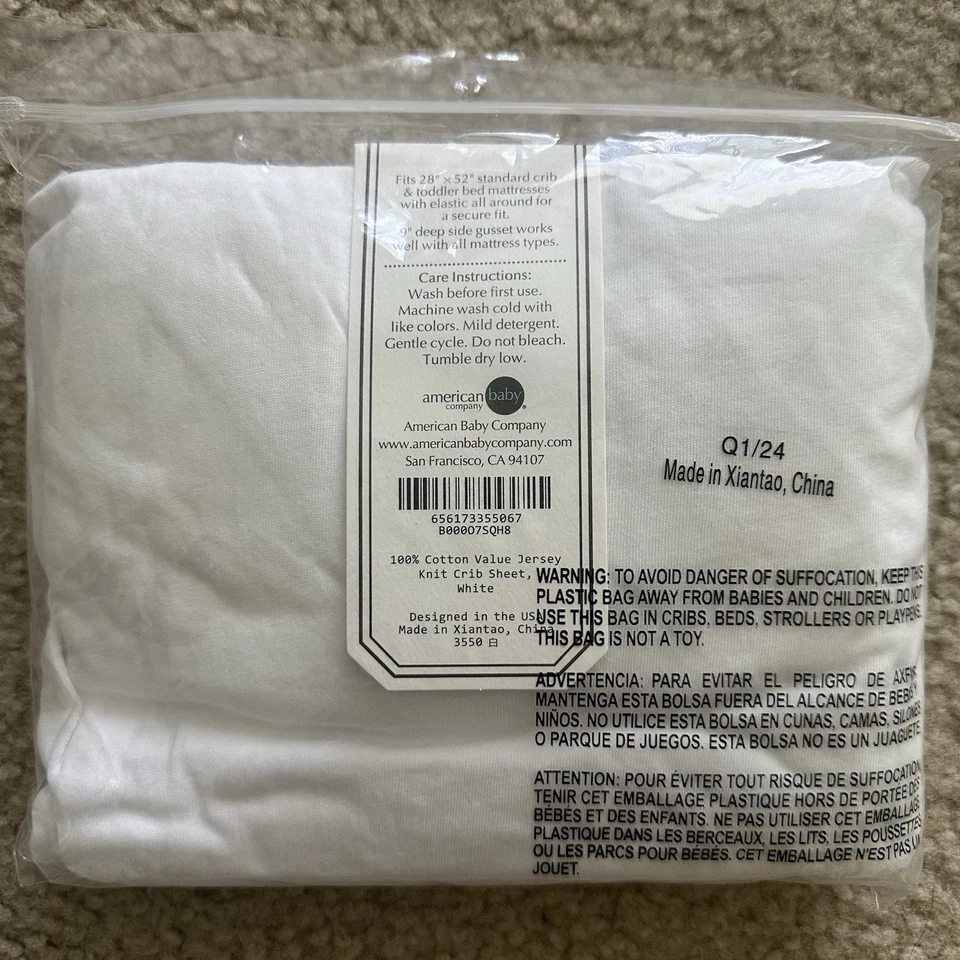 Fits 28" x 52" standard crib
& toddler bed mattresses
with elastic all around for
a secure fit.
9" deep side gusset works
well with all mattress types.
Care Instructions:
Wash before first use.
Machine wash cold with
like colors. Mild detergent.
Gentle cycle. Do not bleach.
Tumble dry low.
american baby
company
American Baby Company
www.americanbabycompany.com
San Francisco, CA 94107
656173355067
B000O7SQH8
100% Cotton Value Jersey
Knit Crib Sheet,
White
Designed in the USA
Made in Xiantao, China
3550 白
Q1/24
Made in Xiantao, China
WARNING: TO AVOID DANGER OF SUFFOCATION, KEEP THIS
PLASTIC BAG AWAY FROM BABIES AND CHILDREN. DO NOT
USE THIS BAG IN CRIBS, BEDS, STROLLERS OR PLAYPENS.
THIS BAG IS NOT A TOY.
ADVERTENCIA: PARA EVITAR EL PELIGRO DE
MANTENGA ESTA BOLSA FUERA DEL ALCANCE DE BEBÉS Y
NIÑOS. NO UTILICE ESTA BOLSA EN CUNAS, CAMAS, SILONES
O PARQUE DE JUEGOS. ESTA BOLSA NO ES UN JUAGUETE.
ATTENTION: POUR ÉVITER TOUT RISQUE DE SUFFOCATION,
TENIR CET EMBALLAGE PLASTIQUE HORS DE PORTÉE DES
BÉBÉS ET DES ENFANTS. NE PAS UTILISER CET EMBALLAGE
PLASTIQUE DANS LES BERCEAUX, LES LITS, LES POUSSETTES
OU LES PARCS POUR BÉBÉS. CET EMBALLAGE N'EST PAS UN
JOUET.